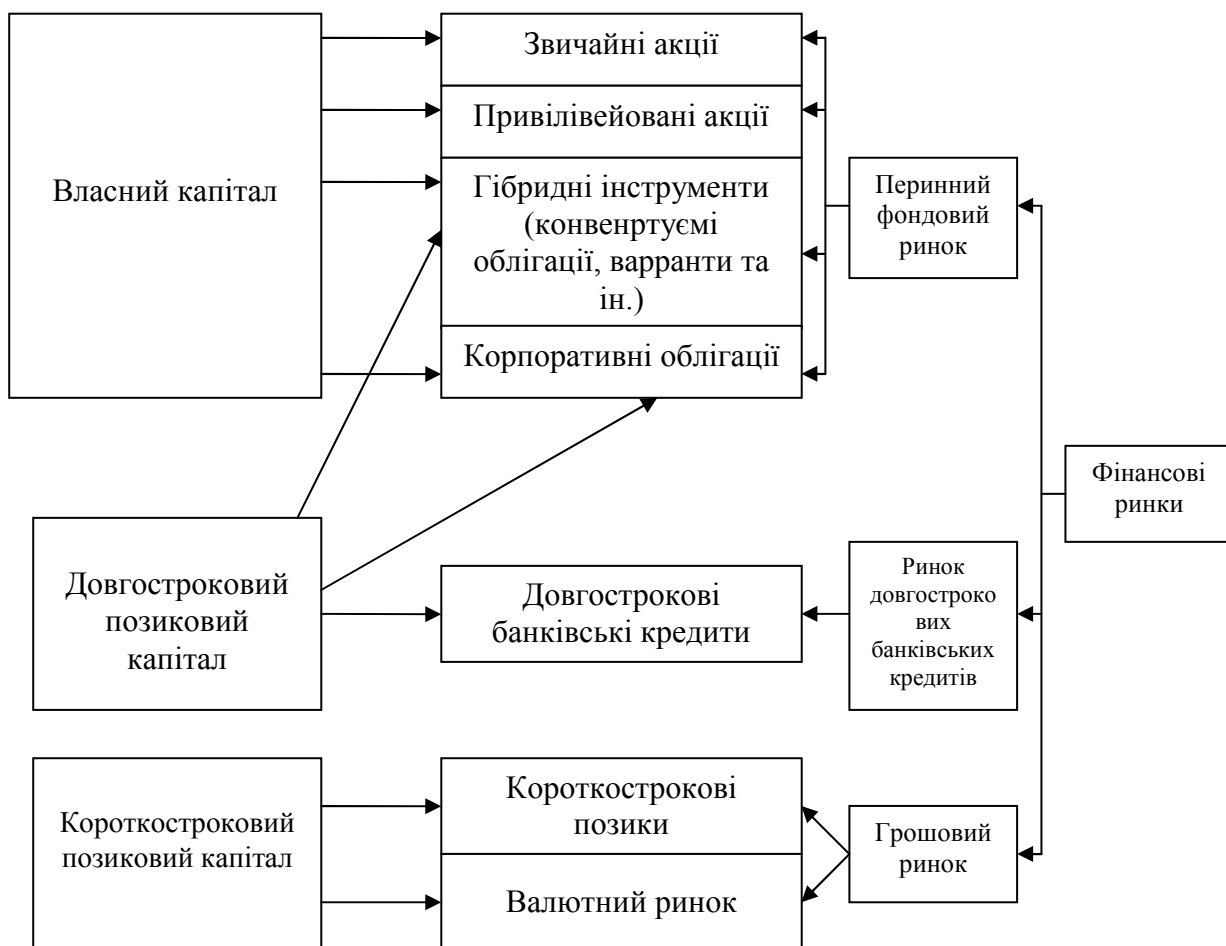 Звичайні акції
Привілівейовані акції
Власний капітал
Гібридні інструменти
(конвенртуємі
облігації, варранти та
ін.)
Перинний
фондовий
ринок
Корпоративні облігації
Фінансові
ринки
Довгостроковий
позиковий
капітал
Довгострокові
банківські кредити
Ринок
довгостроко
вих
банківських
кредитів
Короткостроковий
позиковий капітал
Короткострокові
позики
Валютний ринок
Грошовий
ринок